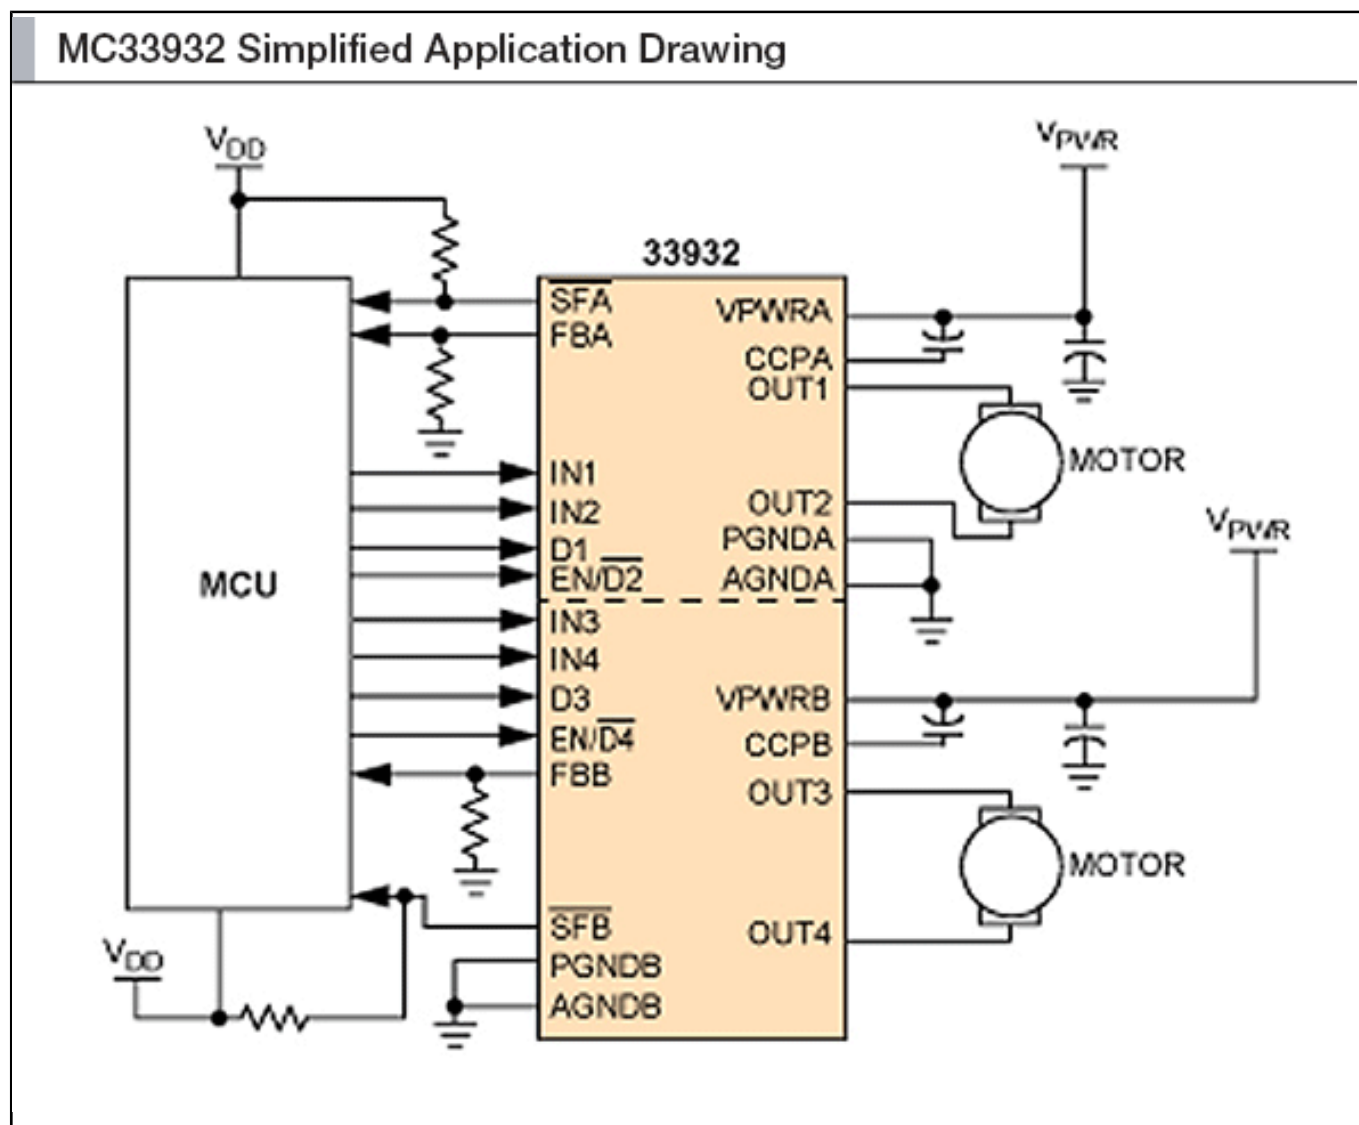 MC33932 Simplified Application Drawing
VDD
VPWR
33932
SFA
FBA
IN1
IN2
D1
EN/D2
IN3
IN4
D3
EN/D4
FBB
SFB
PGNDB
AGNDB
VPWRA
CCPA
OUT1
OUT2
PGNDA
AGNDA
VPWRB
CCPB
OUT3
OUT4
MCU
MOTOR
VPWR
MOTOR
VDD